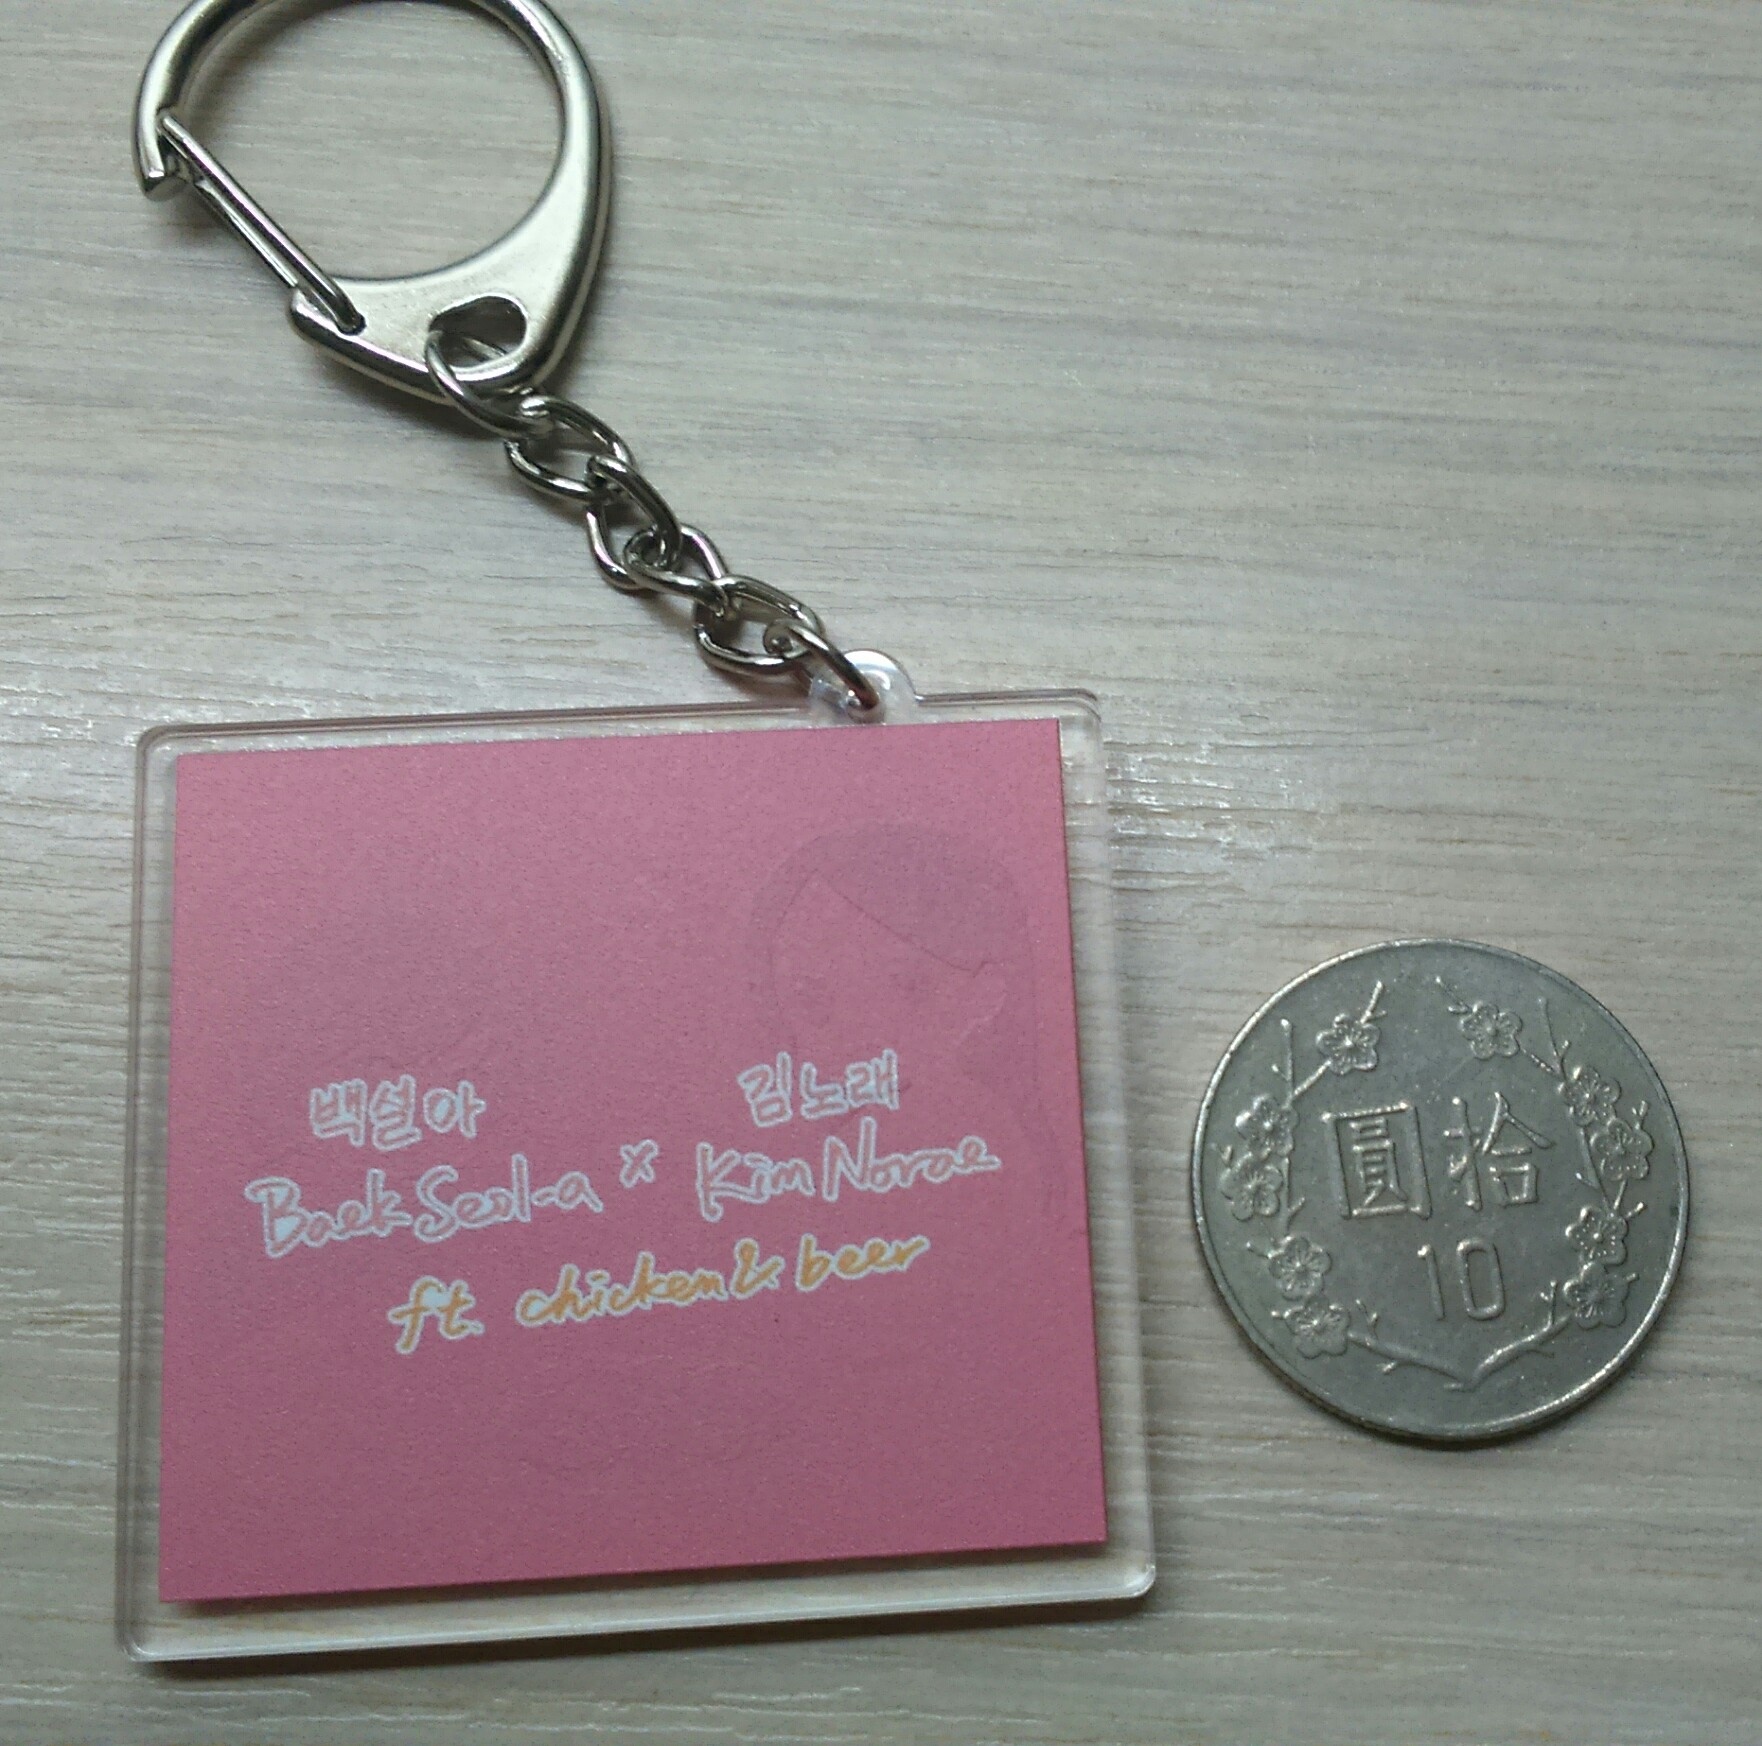 백설아 김노래
Baek Seol-a x Kim Norae
ft. chicken & beer
圓拾
10